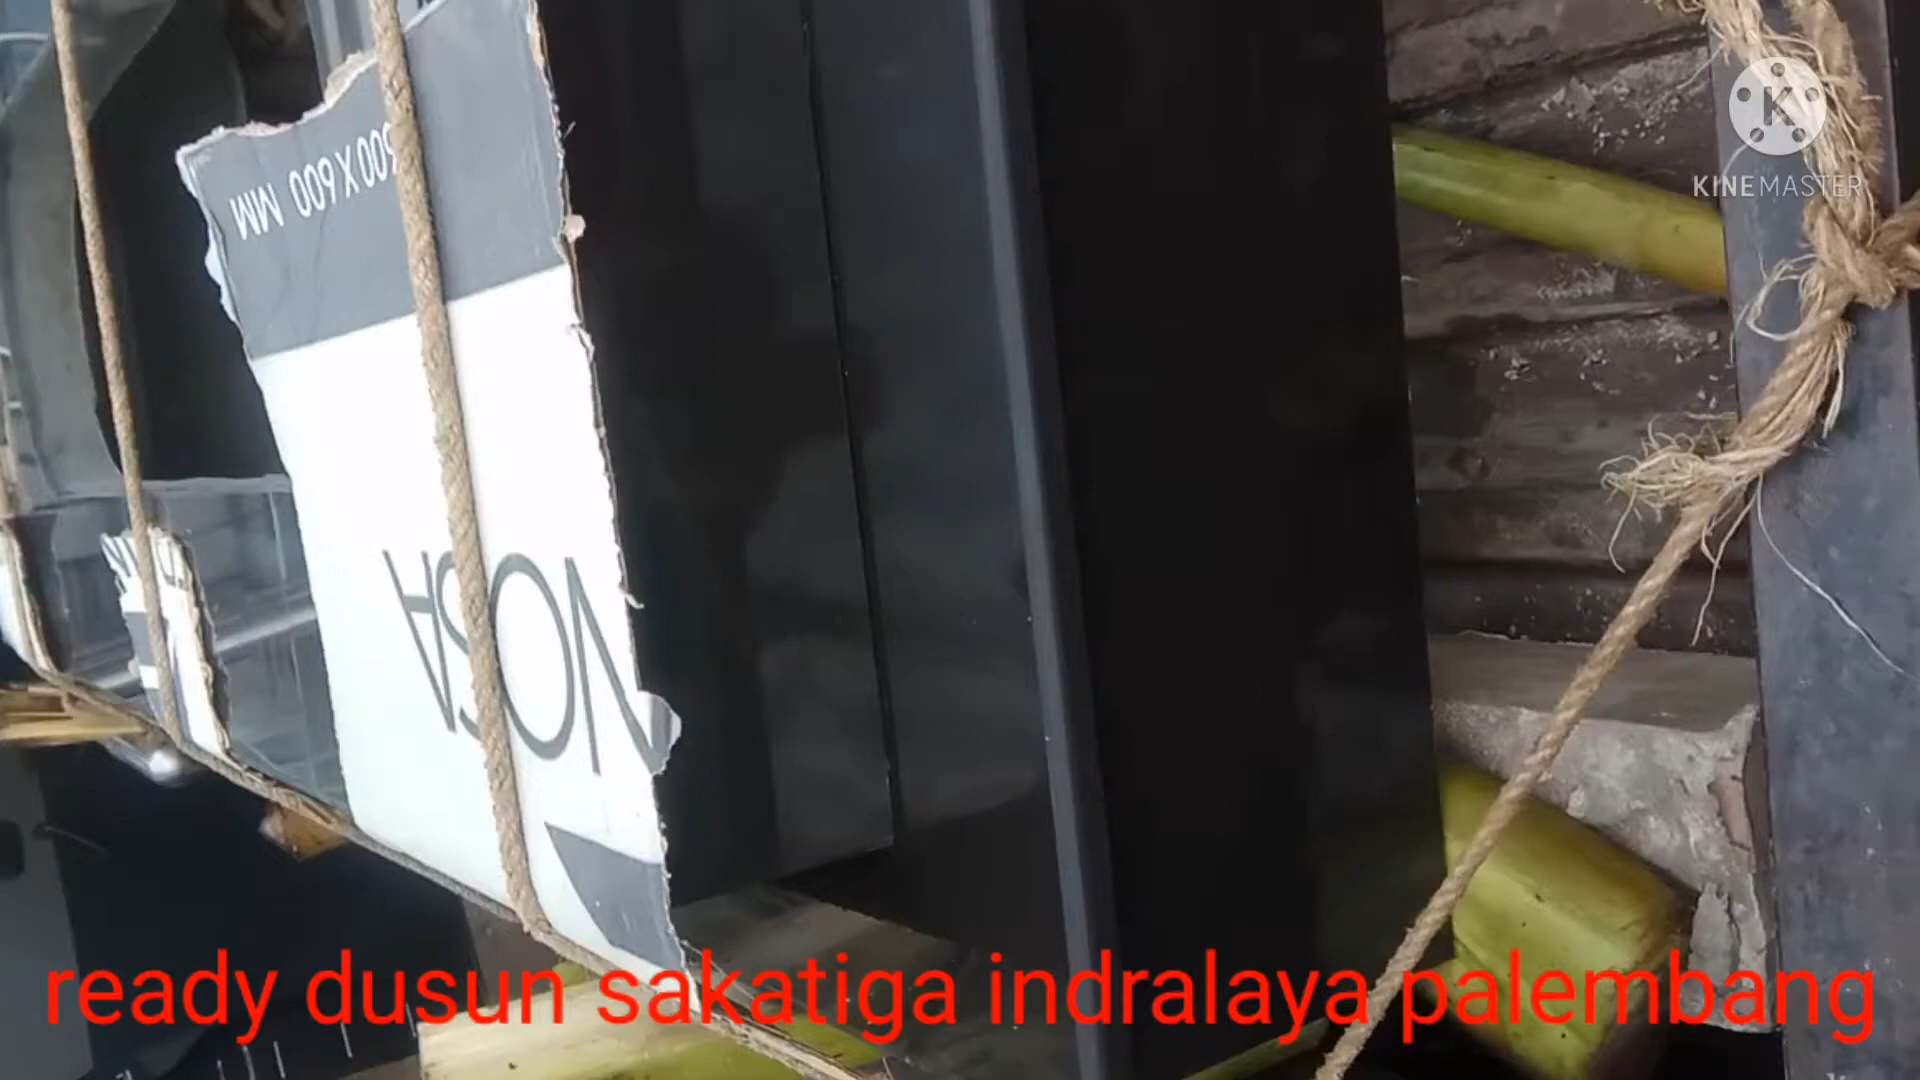 600 X 600 MM
KINEMASTER
NOSA
ready dusun sakatiga indralaya palembang